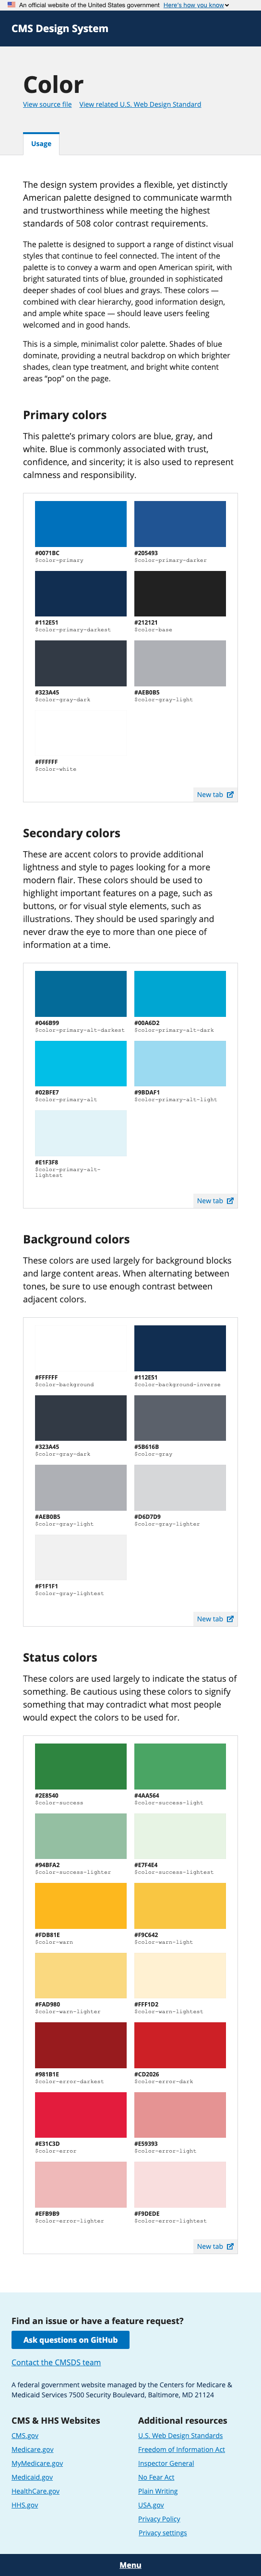 An official website of the United States government Here's how you know
CMS Design System
Color
View source file View related U.S. Web Design Standard
Usage
The design system provides a flexible, yet distinctly
American palette designed to communicate warmth
and trustworthiness while meeting the highest
standards of 508 color contrast requirements.
The palette is designed to support a range of distinct visual
styles that continue to feel connected. The intent of the
palette is to convey a warm and open American spirit, with
bright saturated tints of blue, grounded in sophisticated
deeper shades of cool blues and grays. These colors —
combined with clear hierarchy, good information design,
and ample white space — should leave users feeling
welcomed and in good hands.
This is a simple, minimalist color palette. Shades of blue
dominate, providing a neutral backdrop on which brighter
shades, clean type treatment, and bright white content
areas “pop” on the page.
Primary colors
This palette's primary colors are blue, gray, and
white. Blue is commonly associated with trust,
confidence, and sincerity; it is also used to represent
calmness and responsibility.
#0071BC #205493
$color-primary $color-primary-darker
#112E51 #212121
$color-primary-darkest $color-base
#323A45 #AEB0B5
$color-gray-dark $color-gray-light
#FFFFFF
$color-white
New tab
Secondary colors
These are accent colors to provide additional
lightness and style to pages looking for a more
modern flair. These colors should be used to
highlight important features on a page, such as
buttons, or for visual style elements, such as
illustrations. They should be used sparingly and
never draw the eye to more than one piece of
information at a time.
#046B99 #00A6D2
$color-primary-alt-darkest $color-primary-alt-dark
#02BFE7 #9BDAF1
$color-primary-alt $color-primary-alt-light
#E1F3F8
$color-primary-alt-
lightest
New tab
Background colors
These colors are used largely for background blocks
and large content areas. When alternating between
tones, be sure to use enough contrast between
adjacent colors.
#FFFFFF #112E51
$color-background $color-background-inverse
#323A45 #5B616B
$color-gray-dark $color-gray
#AEB0B5 #D6D7D9
$color-gray-light $color-gray-lighter
#F1F1F1
$color-gray-lightest
New tab
Status colors
These colors are used largely to indicate the status of
something. Be cautious using these colors to signify
something that may contradict what most people
would expect the colors to be used for.
#2E8540 #4AA564
$color-success $color-success-light
#94BFA2 #E7F4E4
$color-success-lighter $color-success-lightest
#FDB81E #F9C642
$color-warn $color-warn-light
#FAD980 #FFF1D2
$color-warn-lighter $color-warn-lightest
#981B1E #CD2026
$color-error-darkest $color-error-dark
#E31C3D #E59393
$color-error $color-error-light
#EFB9B9 #F9DEDE
$color-error-lighter $color-error-lightest
New tab
Find an issue or have a feature request?
Ask questions on GitHub
Contact the CMSDS team
A federal government website managed by the Centers for Medicare &
Medicaid Services 7500 Security Boulevard, Baltimore, MD 21124
CMS & HHS Websites
CMS.gov
Medicare.gov
MyMedicare.gov
Medicaid.gov
HealthCare.gov
HHS.gov
Additional resources
U.S. Web Design Standards
Freedom of Information Act
Inspector General
No Fear Act
Plain Writing
USA.gov
Privacy Policy
Privacy settings
Menu